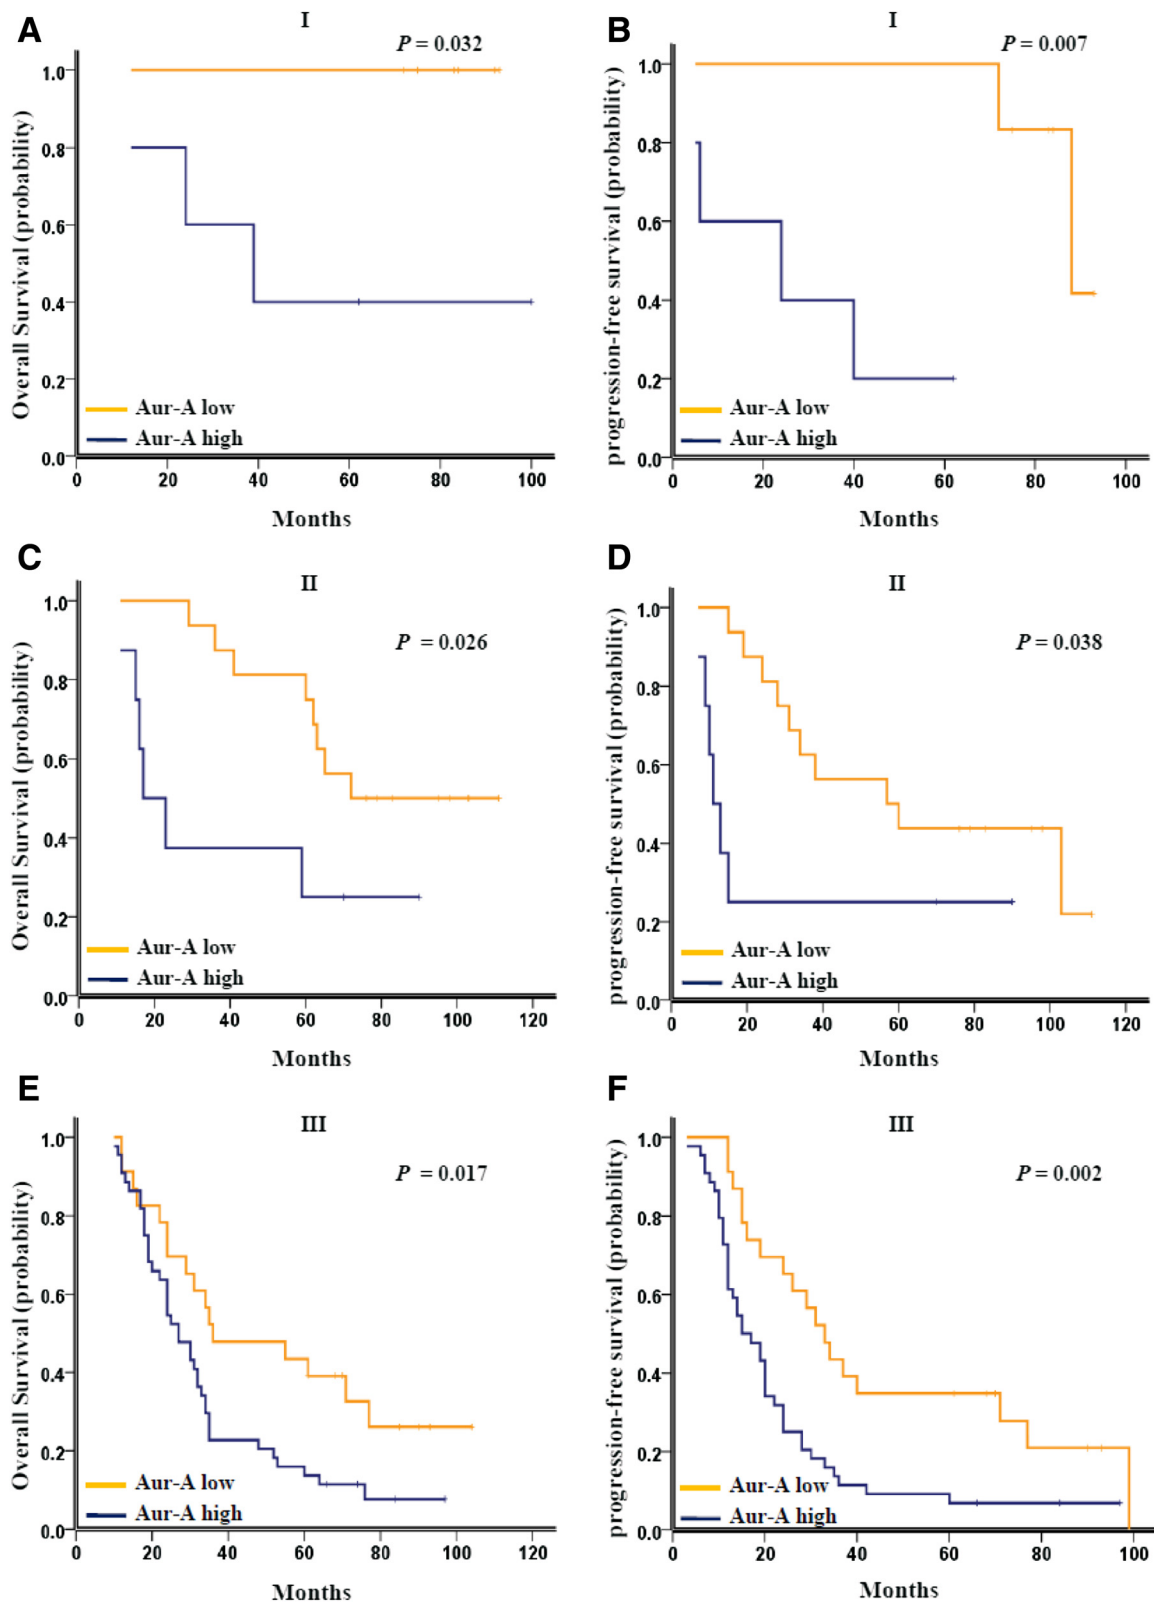 A
I
P = 0.032
Overall Survival (probability)
1.0
0.8
0.6
0.4
0.2
0.0
Aur-A low
Aur-A high
0 20 40 60 80 100
Months
B
I
P = 0.007
progression-free survival (probability)
1.0
0.8
0.6
0.4
0.2
0.0
Aur-A low
Aur-A high
0 20 40 60 80 100
Months
C
II
P = 0.026
Overall Survival (probability)
1.0
0.8
0.6
0.4
0.2
0.0
Aur-A low
Aur-A high
0 20 40 60 80 100 120
Months
D
II
P = 0.038
progression-free survival (probability)
1.0
0.8
0.6
0.4
0.2
0.0
Aur-A low
Aur-A high
0 20 40 60 80 100 120
Months
E
III
P = 0.017
Overall Survival (probability)
1.0
0.8
0.6
0.4
0.2
0.0
Aur-A low
Aur-A high
0 20 40 60 80 100 120
Months
F
III
P = 0.002
progression-free survival (probability)
1.0
0.8
0.6
0.4
0.2
0.0
Aur-A low
Aur-A high
0 20 40 60 80 100
Months